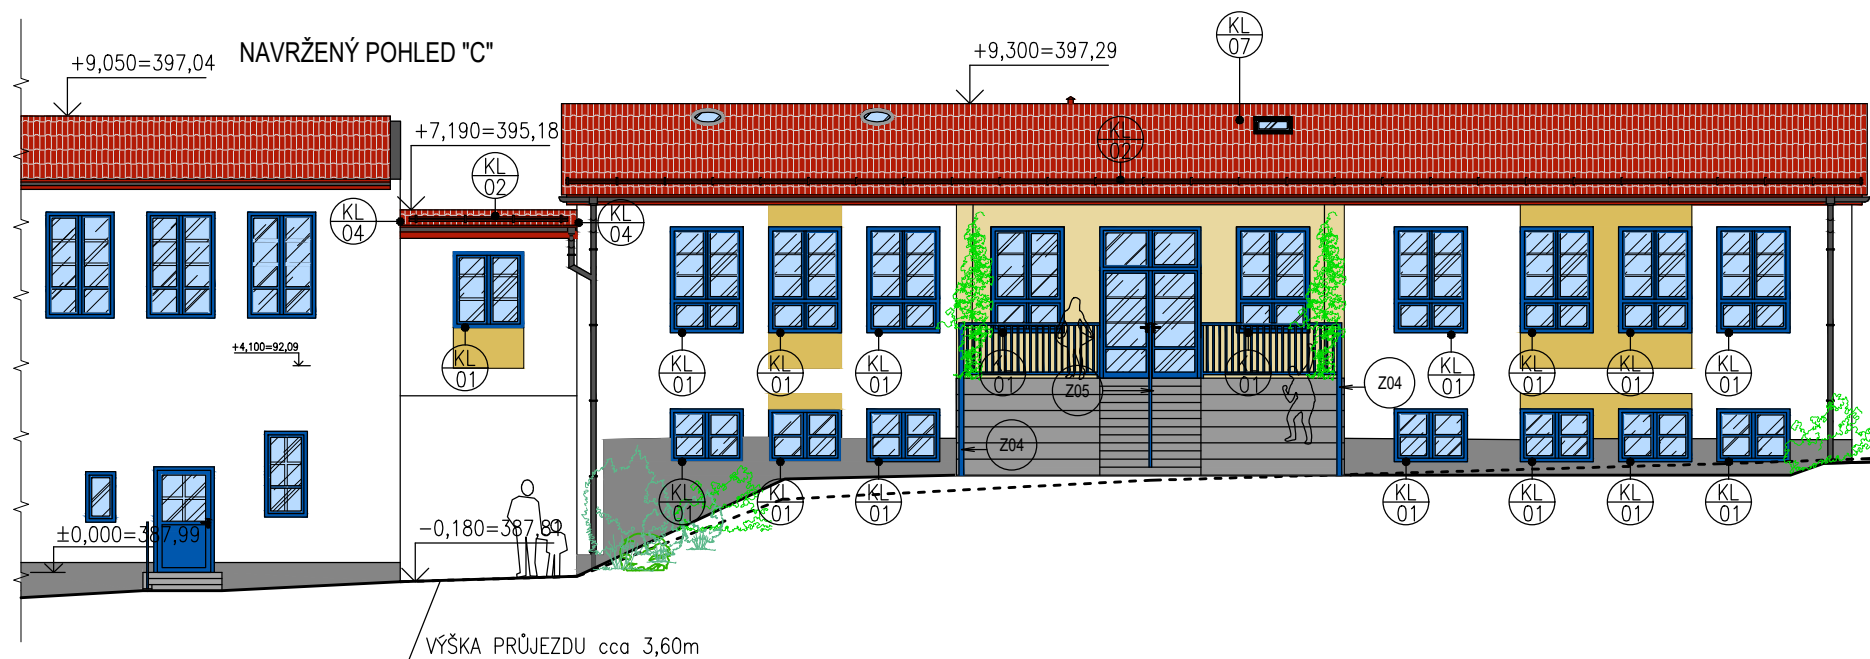 NAVRŽENÝ POHLED "C"
+9,050=397,04
+9,300=397,29
KL
07
+7,190=395,18
KL
02
KL
02
KL
04
KL
04
+4,100=92,09
KL
01
KL
01
KL
01
KL
01
KL
01
KL
01
KL
01
KL
01
KL
01
KL
01
Z05
Z04
Z04
KL
01
KL
01
KL
01
KL
01
KL
01
KL
01
KL
01
±0,000=387,99
-0,180=387,81
VÝŠKA PRŮJEZDU cca 3,60m